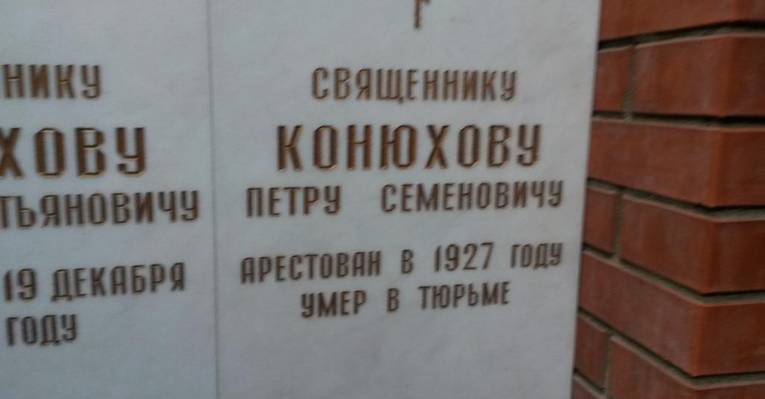 СВЯЩЕННИКУ
КОНЮХОВУ
ПЕТРУ СЕМЕНОВИЧУ
АРЕСТОВАН В 1927 ГОДУ
УМЕР В ТЮРЬМЕ
НИКУ
ХОВУ
ТЬЯНОВИЧУ
19 ДЕКАБРЯ
ГОДУ